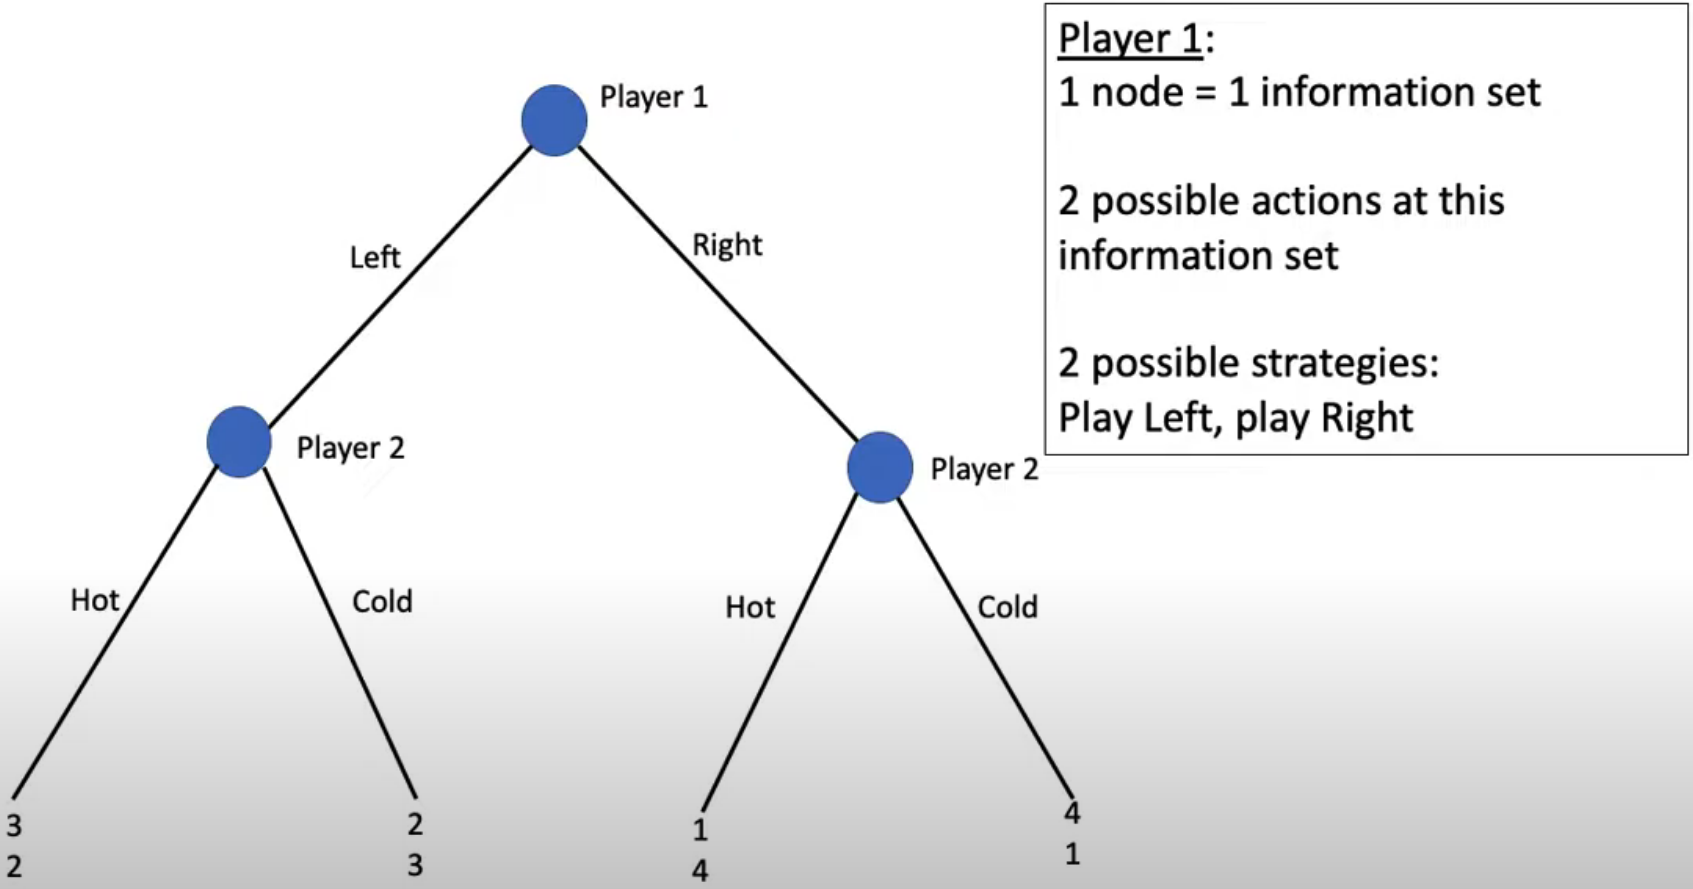 Player 1:
1 node = 1 information set
2 possible actions at this
information set
2 possible strategies:
Play Left, play Right
Player 1
Left
Right
Player 2
Player 2
Hot
Cold
Hot
Cold
3
2
2
3
1
4
4
1